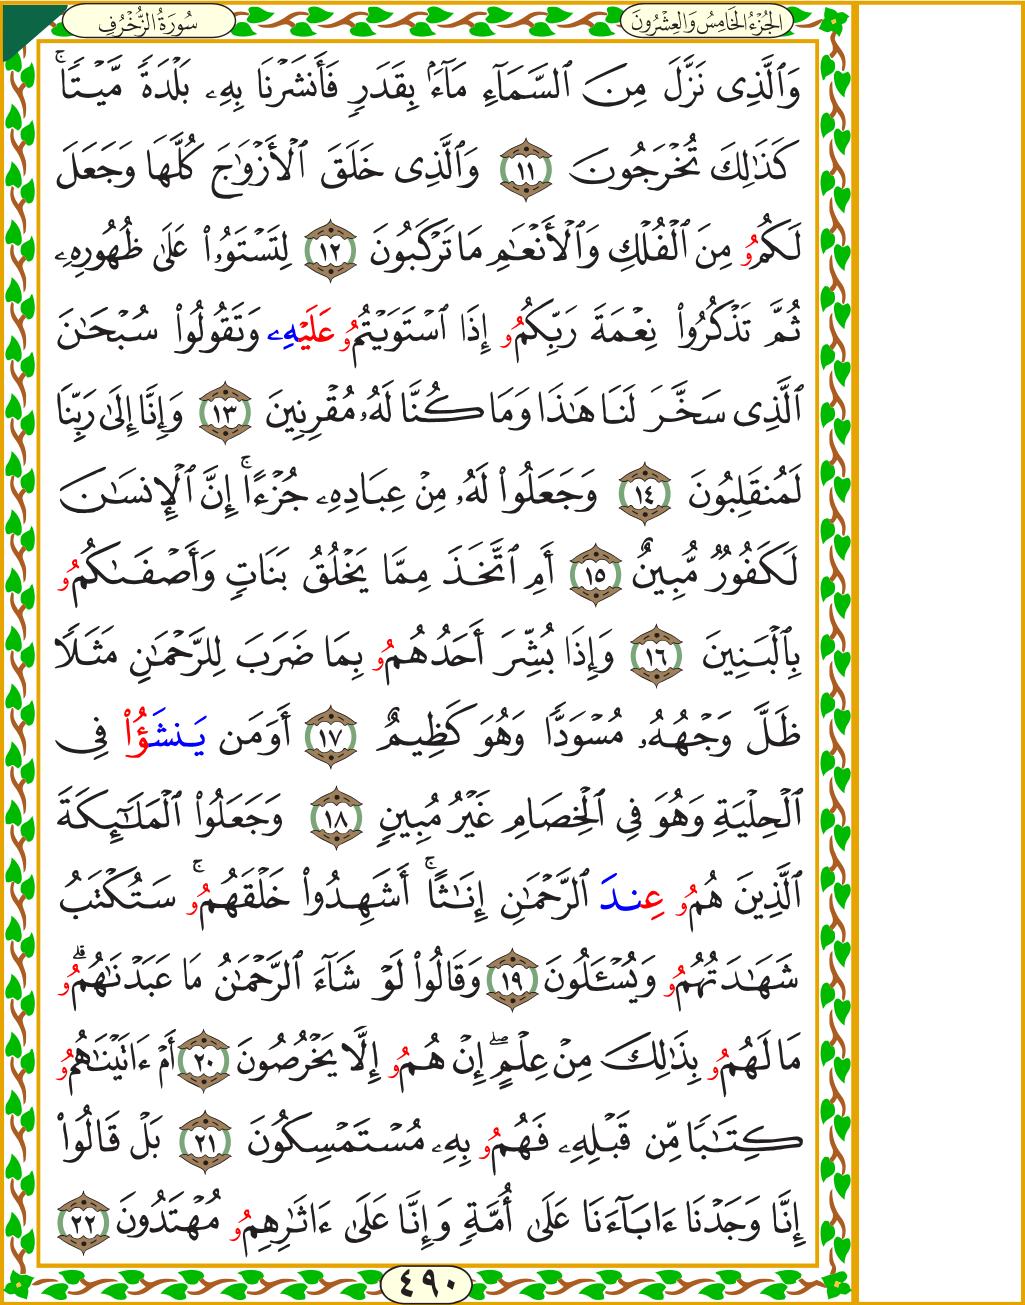 الجُزْءُ الخَامِسُ وَالعِشْرُونَ
سُورَةُ الزُّخْرُفِ
وَٱلَّذِى نَزَّلَ مِنَ ٱلسَّمَآءِ مَآءَۢ بِقَدَرٍ فَأَنشَرْنَا بِهِۦ بَلْدَةً مَّيْتًاۚ
كَذَٰلِكَ تُخْرَجُونَ ١١ وَٱلَّذِى خَلَقَ ٱلْأَزْوَٰجَ كُلَّهَا وَجَعَلَ
لَكُمُۥ مِنَ ٱلْفُلْكِ وَٱلْأَنْعَٰمِ مَا تَرْكَبُونَ ١٢ لِتَسْتَوُۥا۟ عَلَىٰ ظُهُورِهِۦ
ثُمَّ تَذْكُرُوا۟ نِعْمَةَ رَبِّكُمُۥ إِذَا ٱسْتَوَيْتُمُۥ عَلَيْهِۦ وَتَقُولُوا۟ سُبْحَٰنَ
ٱلَّذِى سَخَّرَ لَنَا هَٰذَا وَمَا كُنَّا لَهُۥ مُقْرِنِينَ ١٣ وَإِنَّا إِلَىٰ رَبِّنَا
لَمُنقَلِبُونَ ١٤ وَجَعَلُوا۟ لَهُۥ مِنْ عِبَادِهِۦ جُزْءًاۚ إِنَّ ٱلْإِنسَٰنَ
لَكَفُورٌ مُّبِينٌ ١٥ أَمِ ٱتَّخَذَ مِمَّا يَخْلُقُ بَنَاتٍ وَأَصْفَىٰكُمُۥ
بِٱلْبَنِينَ ١٦ وَإِذَا بُشِّرَ أَحَدُهُمُۥ بِمَا ضَرَبَ لِلرَّحْمَٰنِ مَثَلًا
ظَلَّ وَجْهُهُۥ مُسْوَدًّا وَهُوَ كَظِيمٌ ١٧ أَوَمَن يَنشَؤُا۟ فِى
ٱلْحِلْيَةِ وَهُوَ فِى ٱلْخِصَامِ غَيْرُ مُبِينٍ ١٨ وَجَعَلُوا۟ ٱلْمَلَٰٓئِكَةَ
ٱلَّذِينَ هُمُۥ عِندَ ٱلرَّحْمَٰنِ إِنَٰثًاۚ أَشَهِدُوا۟ خَلْقَهُمُۥۚ سَتُكْتَبُ
شَهَٰدَتُهُمُۥ وَيُسْـَٔلُونَ ١٩ وَقَالُوا۟ لَوْ شَآءَ ٱلرَّحْمَٰنُ مَا عَبَدْنَٰهُمُۥۗ
مَا لَهُمُۥ بِذَٰلِكَ مِنْ عِلْمٍۖ إِنْ هُمُۥ إِلَّا يَخْرُصُونَ ٢٠ أَمْ ءَاتَيْنَٰهُمُۥ
كِتَٰبًا مِّن قَبْلِهِۦ فَهُمُۥ بِهِۦ مُسْتَمْسِكُونَ ٢١ بَلْ قَالُوا۟
إِنَّا وَجَدْنَا ءَابَآءَنَا عَلَىٰ أُمَّةٍ وَإِنَّا عَلَىٰ ءَاثَٰرِهِمُۥ مُهْتَدُونَ ٢٢
٤٩٠